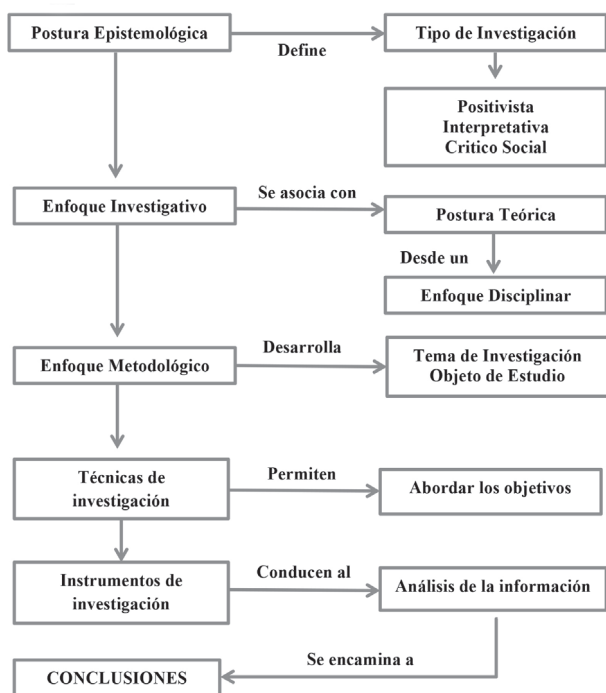 Postura Epistemológica
Define
Tipo de Investigación
Positivista
Interpretativa
Critico Social
Enfoque Investigativo
Se asocia con
Postura Teórica
Desde un
Enfoque Disciplinar
Enfoque Metodológico
Desarrolla
Tema de Investigación
Objeto de Estudio
Técnicas de
investigación
Permiten
Abordar los objetivos
Instrumentos de
investigación
Conducen al
Análisis de la información
Se encamina a
CONCLUSIONES